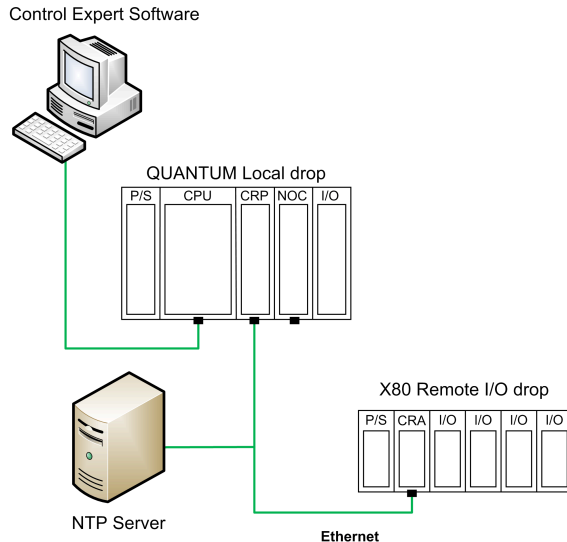 Control Expert Software
QUANTUM Local drop
P/S CPU CRP NOC I/O
X80 Remote I/O drop
P/S CRA I/O I/O I/O I/O
NTP Server
Ethernet